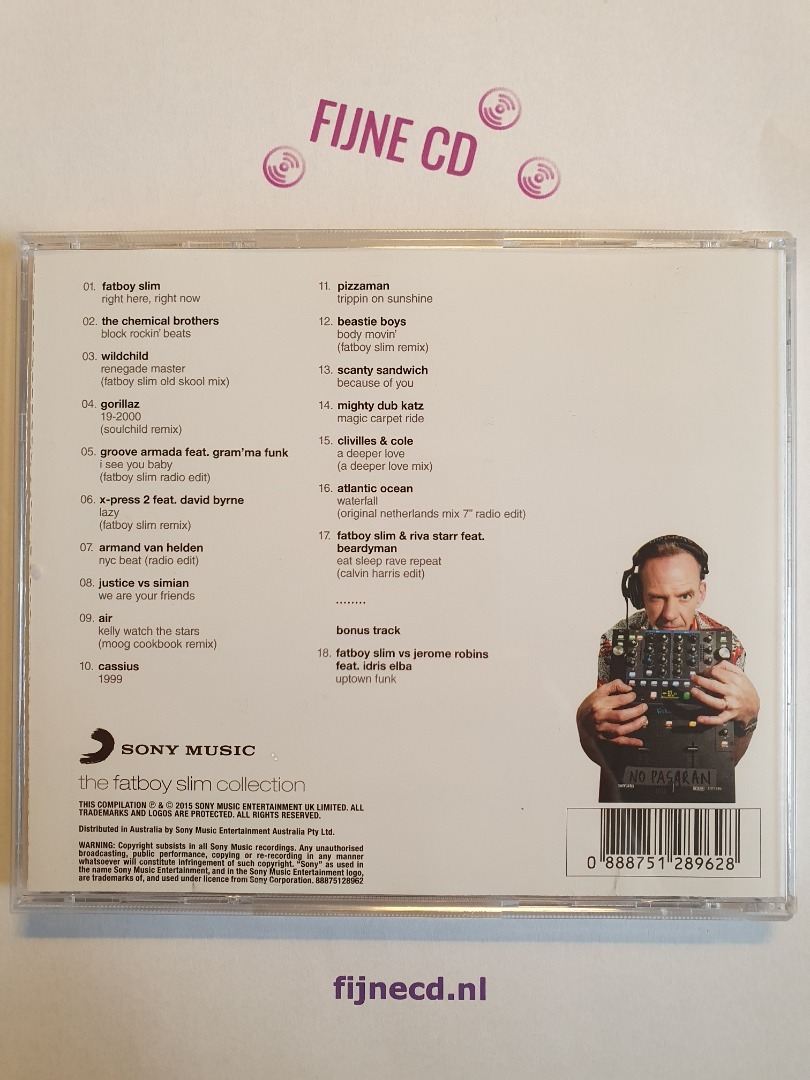 FIJNE CD
01. fatboy slim
right here, right now
02. the chemical brothers
block rockin' beats
03. wildchild
renegade master
(fatboy slim old skool mix)
04. gorillaz
19-2000
(soulchild remix)
05. groove armada feat. gram'ma funk
i see you baby
(fatboy slim radio edit)
06. x-press 2 feat. david byrne
lazy
(fatboy slim remix)
07. armand van helden
nyc beat (radio edit)
08. justice vs simian
we are your friends
09. air
kelly watch the stars
(moog cookbook remix)
10. cassius
1999
11. pizzaman
trippin on sunshine
12. beastie boys
body movin'
(fatboy slim remix)
13. scanty sandwich
because of you
14. mighty dub katz
magic carpet ride
15. clivilles & cole
a deeper love
(a deeper love mix)
16. atlantic ocean
waterfall
(original netherlands mix 7" radio edit)
17. fatboy slim & riva starr feat.
beardyman
eat sleep rave repeat
(calvin harris edit)
........
bonus track
18. fatboy slim vs jerome robins
feat. idris elba
uptown funk
NO PASARAN
SONY MUSIC
the fatboy slim collection
THIS COMPILATION ℗ & © 2015 SONY MUSIC ENTERTAINMENT UK LIMITED. ALL
TRADEMARKS AND LOGOS ARE PROTECTED. ALL RIGHTS RESERVED.
Distributed in Australia by Sony Music Entertainment Australia Pty Ltd.
WARNING: Copyright subsists in all Sony Music recordings. Any unauthorised
broadcasting, public performance, copying or re-recording in any manner
whatsoever will constitute infringement of such copyright. "Sony" as used in
the name Sony Music Entertainment, and in the Sony Music Entertainment logo,
are trademarks of, and used under licence from Sony Corporation. 88875128962
0 888751 289628
fijnecd.nl